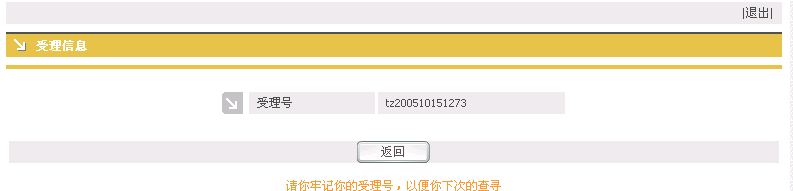 |退出|
受理信息
受理号 tz200510151273
返回
请你牢记你的受理号，以便你下次的查寻